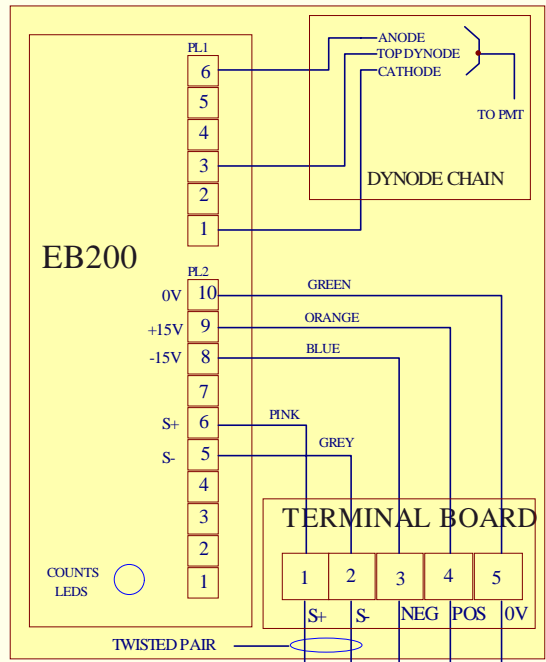 PL1
6
5
4
3
2
1
ANODE
TOP DYNODE
CATHODE
TO PMT
DYNODE CHAIN
EB200
PL2
0V 10 GREEN
+15V 9 ORANGE
-15V 8 BLUE
7
S+ 6 PINK
S- 5 GREY
4
3
2
1
COUNTS
LEDS
TERMINAL BOARD
1 2 3 4 5
S+ S- NEG POS 0V
TWISTED PAIR